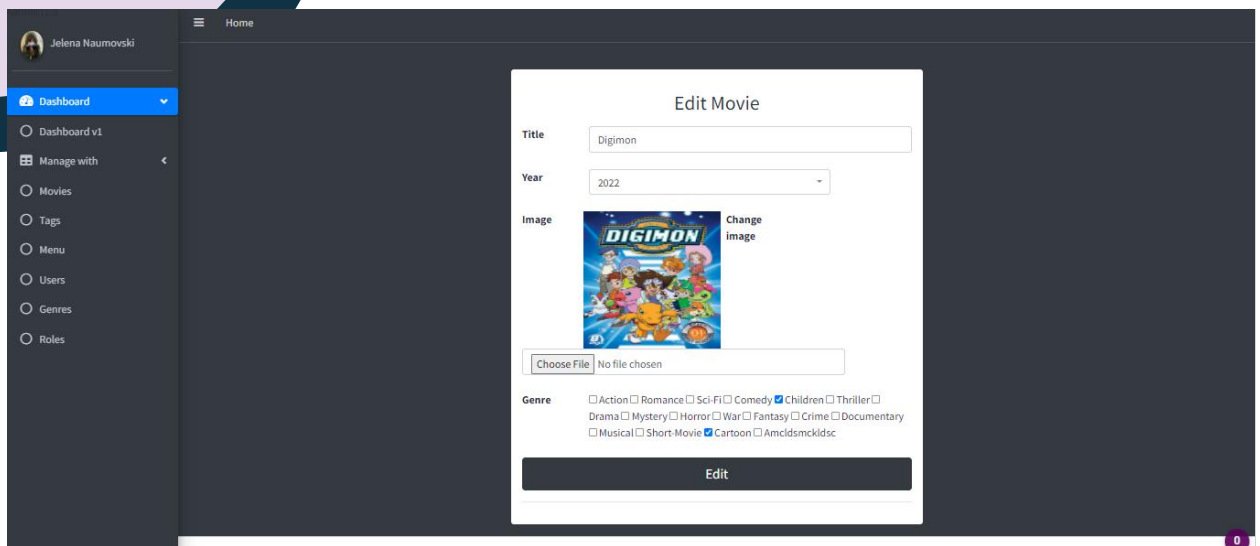 Home
Jelena Naumovski
Dashboard
Dashboard v1
Manage with
Movies
Tags
Menu
Users
Genres
Roles
Edit Movie
Title
Digimon
Year
2022
Image
DIGIMON
Change
image
Choose File No file chosen
Genre
Action Romance Sci-Fi Comedy Children Thriller
Drama Mystery Horror War Fantasy Crime Documentary
Musical Short-Movie Cartoon Amcldsmckldsc
Edit
0